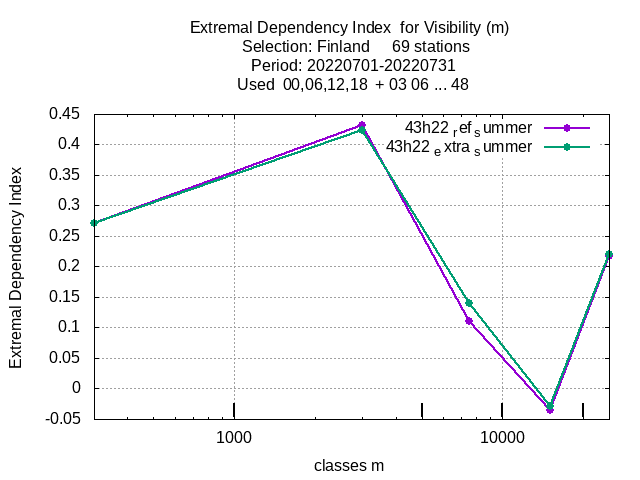 Extremal Dependency Index for Visibility (m)
Selection: Finland 69 stations
Period: 20220701-20220731
Used 00,06,12,18 + 03 06 ... 48
43h22 ref summer
43h22 extra summer
0.45
0.4
0.35
0.3
0.25
0.2
0.15
0.1
0.05
0
-0.05
Extremal Dependency Index
1000
10000
classes m